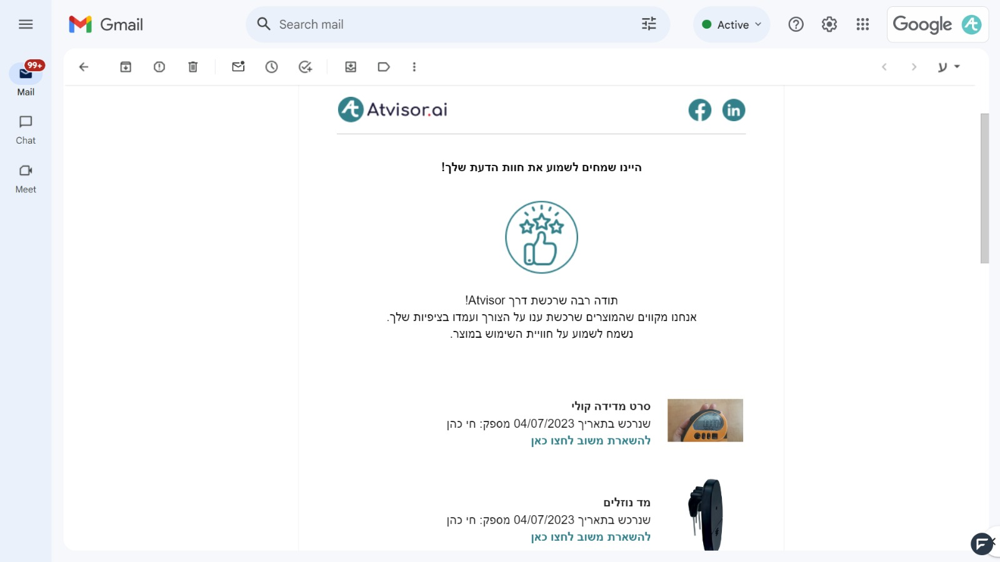 Gmail
Search mail
Active
Google
99+
Mail
Chat
Meet
ע
Atvisor.ai
היינו שמחים לשמוע את חוות הדעת שלך!
תודה רבה שרכשת דרך Atvisor!
אנחנו מקווים שהמוצרים שרכשת ענו על הצורך ועמדו בציפיות שלך.
נשמח לשמוע על חוויית השימוש במוצר.
סרט מדידה קולי
שנרכש בתאריך 04/07/2023 מספק: חי כהן
להשארת משוב לחצו כאן
מד נוזלים
שנרכש בתאריך 04/07/2023 מספק: חי כהן
להשארת משוב לחצו כאן